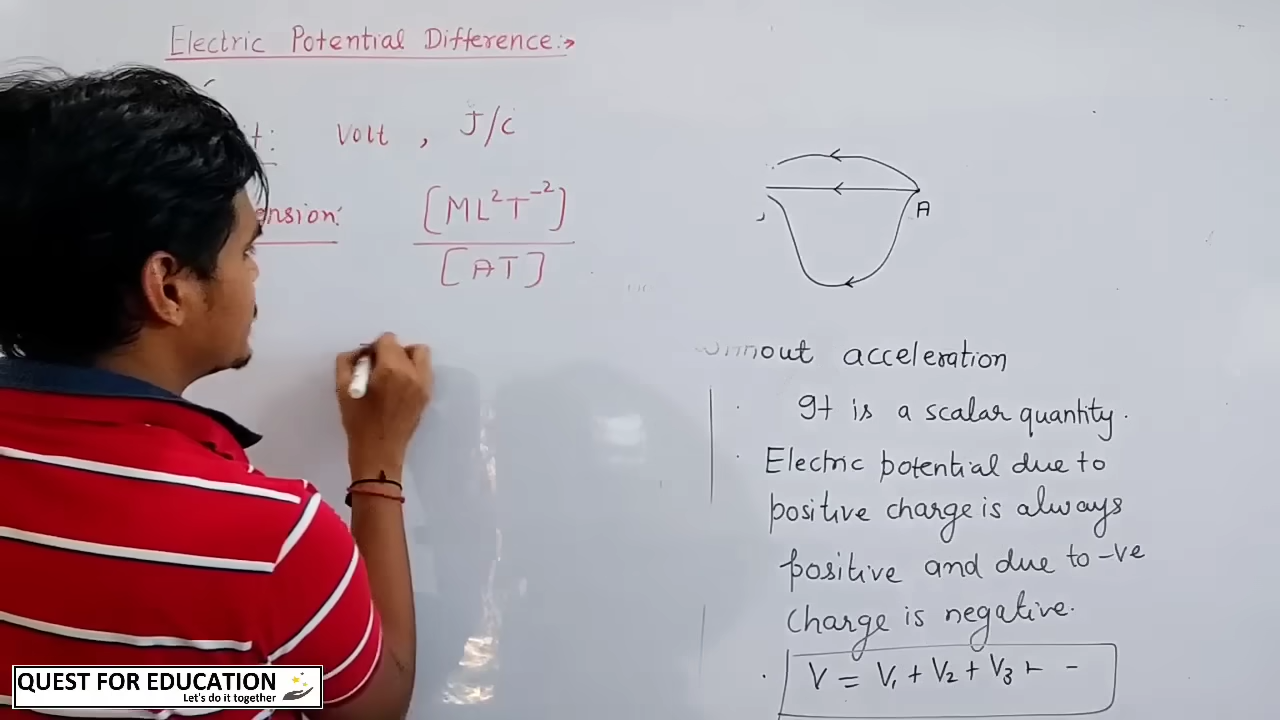 Electric Potential Difference:→
Volt , J/C
[ML²T⁻²]
[AT]
A
without acceleration
It is a scalar quantity.
Electric potential due to
positive charge is always
positive and due to -ve
charge is negative.
V = V₁ + V₂ + V₃ + -
QUEST FOR EDUCATION
Let's do it together